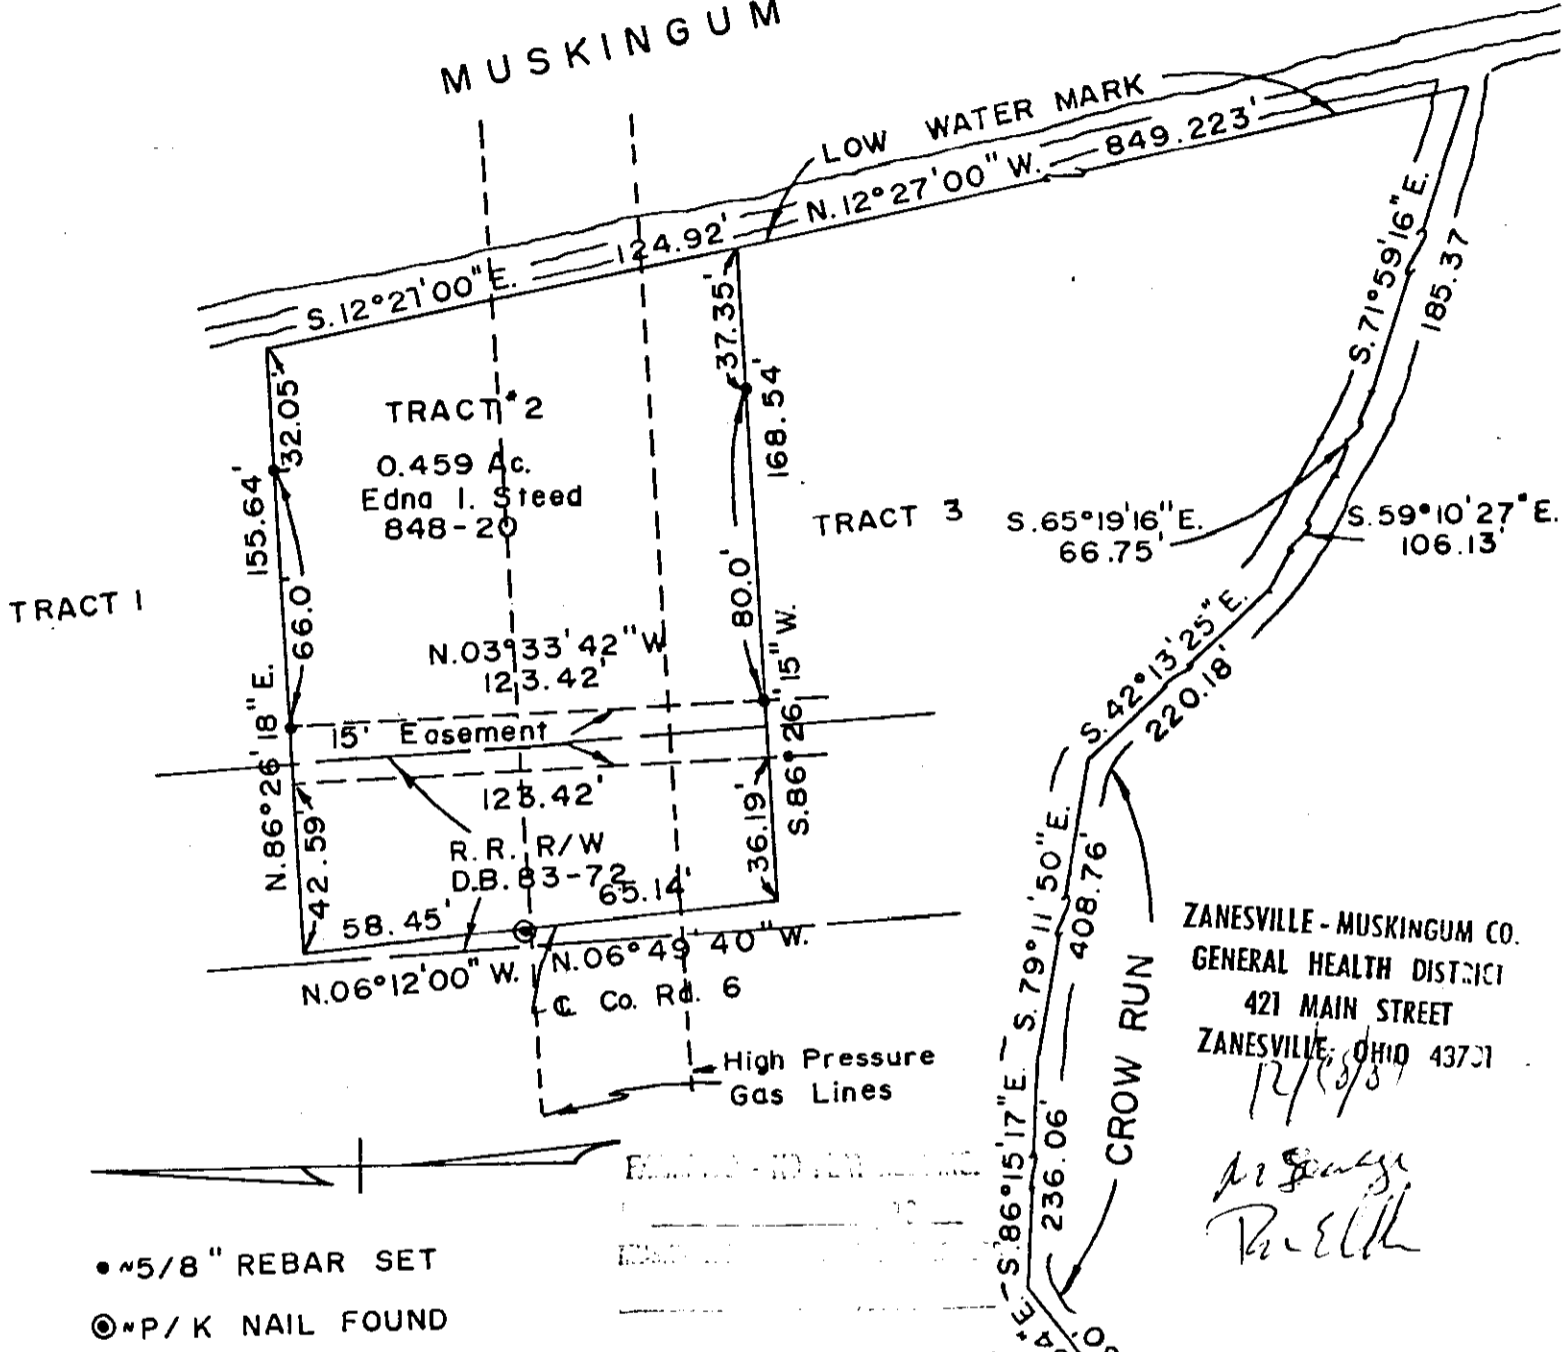 MUSKINGUM
LOW WATER MARK
849.223'
N.12°27'00"W.
124.92'
S.12°27'00"E.
37.35'
168.54'
32.05'
155.64'
TRACT #2
0.459 Ac.
Edna I. Steed
848-20
TRACT 3
TRACT 1
66.0'
80.0'
S.71°59'16"E.
185.37
S.65°19'16"E.
66.75'
S.59°10'27"E.
106.13'
N.03°33'42"W
123.42'
15' Easement
123.42'
N.86°26'18"E.
S.86°26'15"W.
42.59'
36.19'
R.R. R/W
D.B. 83-72
58.45'
65.14'
N.06°12'00"W.
N.06°49'40"W.
℄ Co. Rd. 6
High Pressure
Gas Lines
S.42°13'25"E.
220.18'
S.79°11'50"E.
408.76'
S.86°15'17"E.
236.06'
CROW RUN
ZANESVILLE - MUSKINGUM CO.
GENERAL HEALTH DISTRICT
421 MAIN STREET
ZANESVILLE, OHIO 43701
•~5/8" REBAR SET
◉~P/K NAIL FOUND